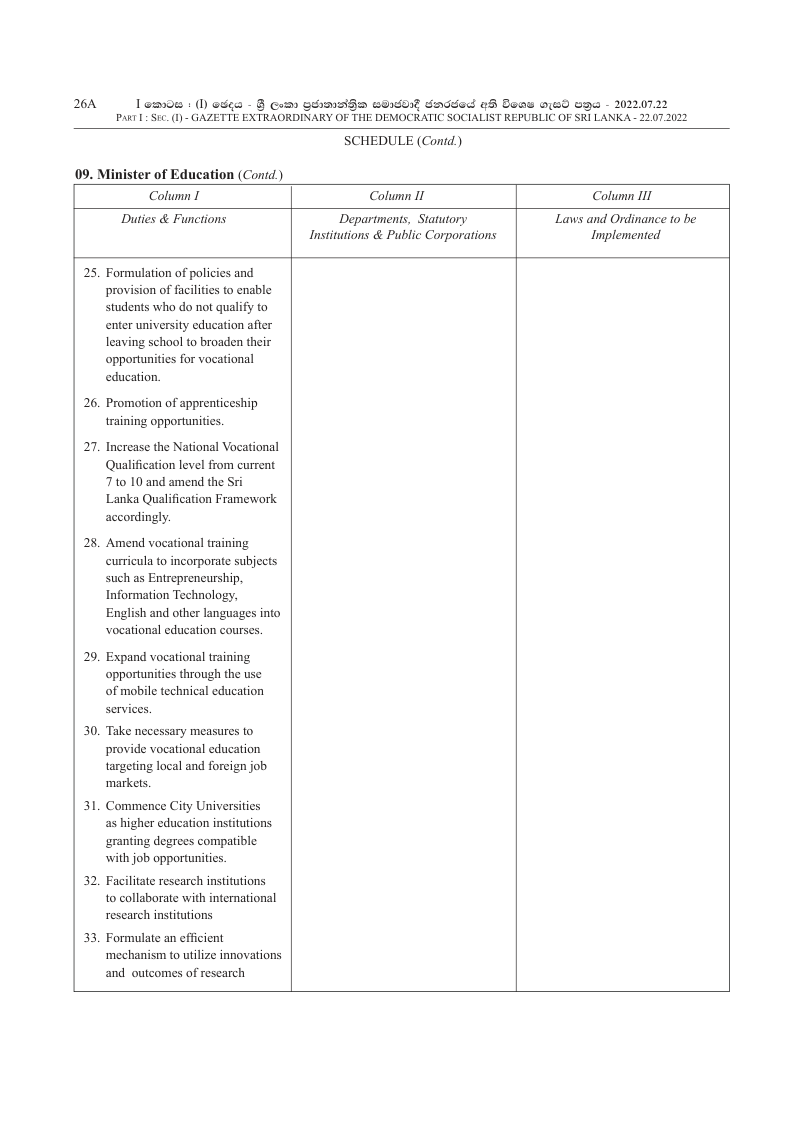 26A
I කොටස : (I) ඡේදය - ශ්‍රී ලංකා ප්‍රජාතාන්ත්‍රික සමාජවාදී ජනරජයේ අති විශෙෂ ගැසට් පත්‍රය - 2022.07.22
PART I : SEC. (I) - GAZETTE EXTRAORDINARY OF THE DEMOCRATIC SOCIALIST REPUBLIC OF SRI LANKA - 22.07.2022
SCHEDULE (Contd.)
09. Minister of Education (Contd.)
Column I
Column II
Column III
Duties & Functions
Departments, Statutory
Institutions & Public Corporations
Laws and Ordinance to be
Implemented
25. Formulation of policies and
provision of facilities to enable
students who do not qualify to
enter university education after
leaving school to broaden their
opportunities for vocational
education.
26. Promotion of apprenticeship
training opportunities.
27. Increase the National Vocational
Qualification level from current
7 to 10 and amend the Sri
Lanka Qualification Framework
accordingly.
28. Amend vocational training
curricula to incorporate subjects
such as Entrepreneurship,
Information Technology,
English and other languages into
vocational education courses.
29. Expand vocational training
opportunities through the use
of mobile technical education
services.
30. Take necessary measures to
provide vocational education
targeting local and foreign job
markets.
31. Commence City Universities
as higher education institutions
granting degrees compatible
with job opportunities.
32. Facilitate research institutions
to collaborate with international
research institutions
33. Formulate an efficient
mechanism to utilize innovations
and outcomes of research